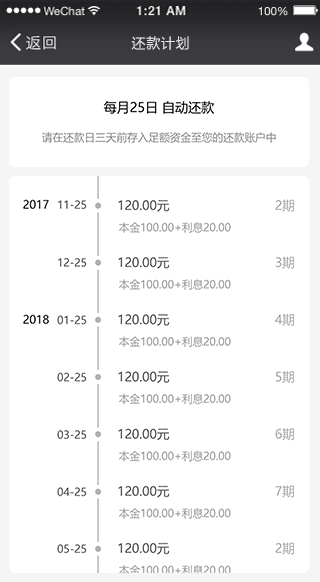 WeChat 1:21 AM 100%
返回 还款计划
每月25日 自动还款
请在还款日三天前存入足额资金至您的还款账户中
2017 11-25 120.00元 2期
本金100.00+利息20.00
12-25 120.00元 3期
本金100.00+利息20.00
2018 01-25 120.00元 4期
本金100.00+利息20.00
02-25 120.00元 5期
本金100.00+利息20.00
03-25 120.00元 6期
本金100.00+利息20.00
04-25 120.00元 7期
本金100.00+利息20.00
05-25 120.00元 2期
本金100.00+利息20.00